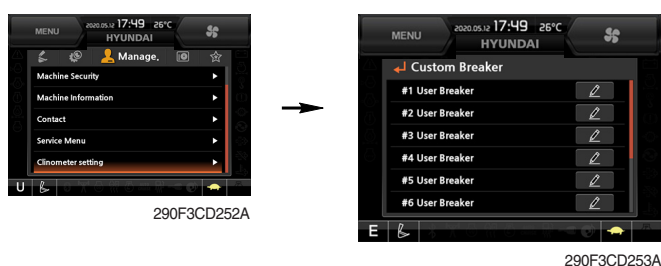 MENU
2020.05.12 17:49 26°C
HYUNDAI
Manage.
Machine Security
Machine Information
Contact
Service Menu
Clinometer setting
U
290F3CD252A
MENU
2020.05.12 17:49 26°C
HYUNDAI
Custom Breaker
#1 User Breaker
#2 User Breaker
#3 User Breaker
#4 User Breaker
#5 User Breaker
#6 User Breaker
E
290F3CD253A